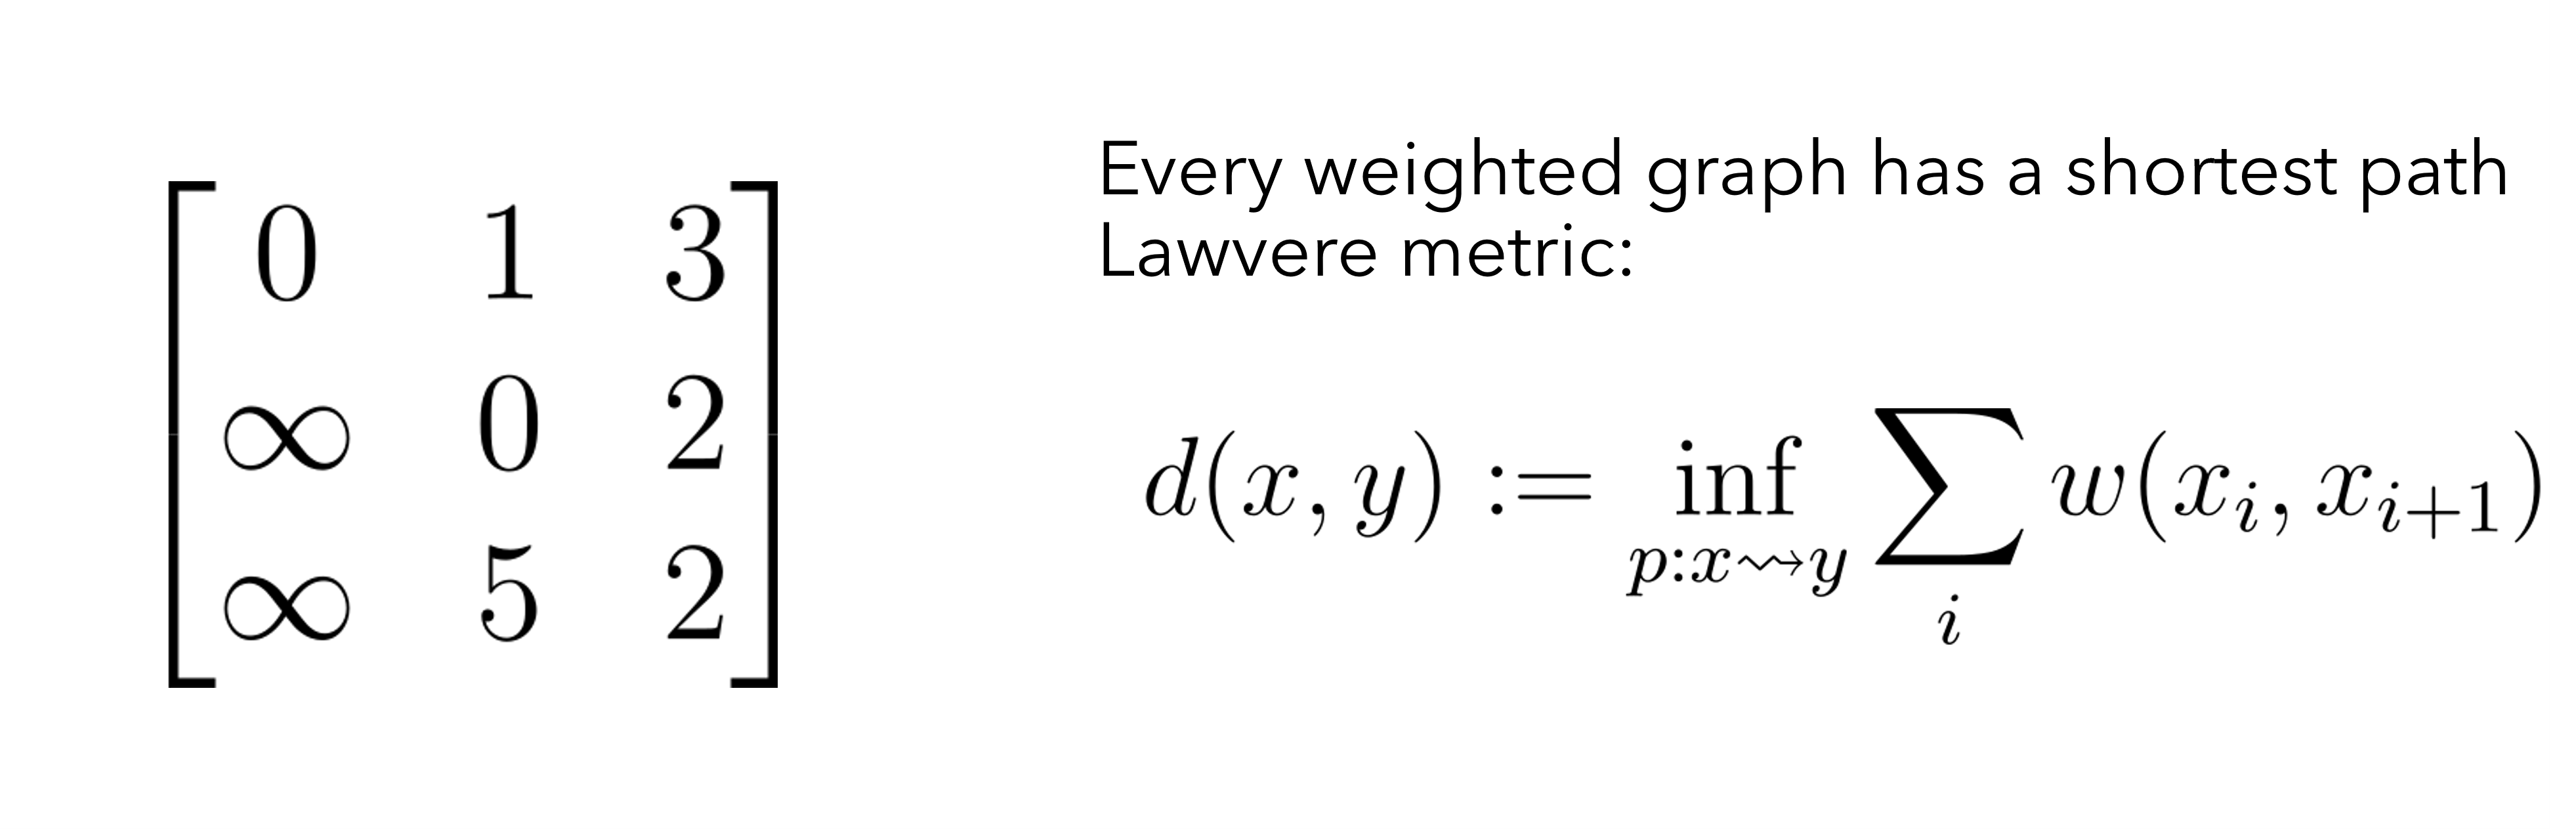 0 1 3
∞ 0 2
∞ 5 2
Every weighted graph has a shortest path
Lawvere metric:
d(x, y) := inf_{p:x⇝y} ∑_i w(x_i, x_{i+1})